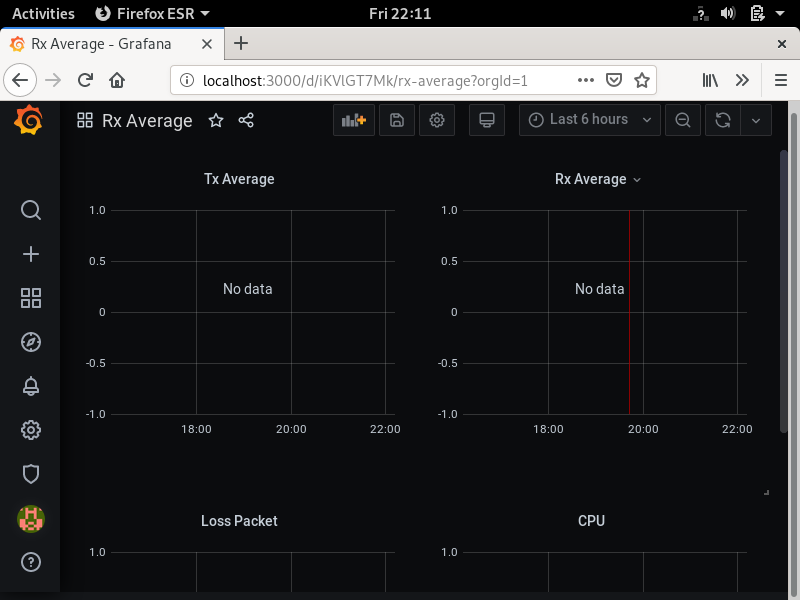 Activities Firefox ESR Fri 22:11
Rx Average - Grafana
localhost:3000/d/iKVlGT7Mk/rx-average?orgId=1
Rx Average Last 6 hours
Tx Average Rx Average
1.0 1.0
0.5 0.5
No data No data
0 0
-0.5 -0.5
-1.0 -1.0
18:00 20:00 22:00 18:00 20:00 22:00
Loss Packet CPU
1.0 1.0